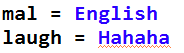 mal = English
laugh = Hahaha